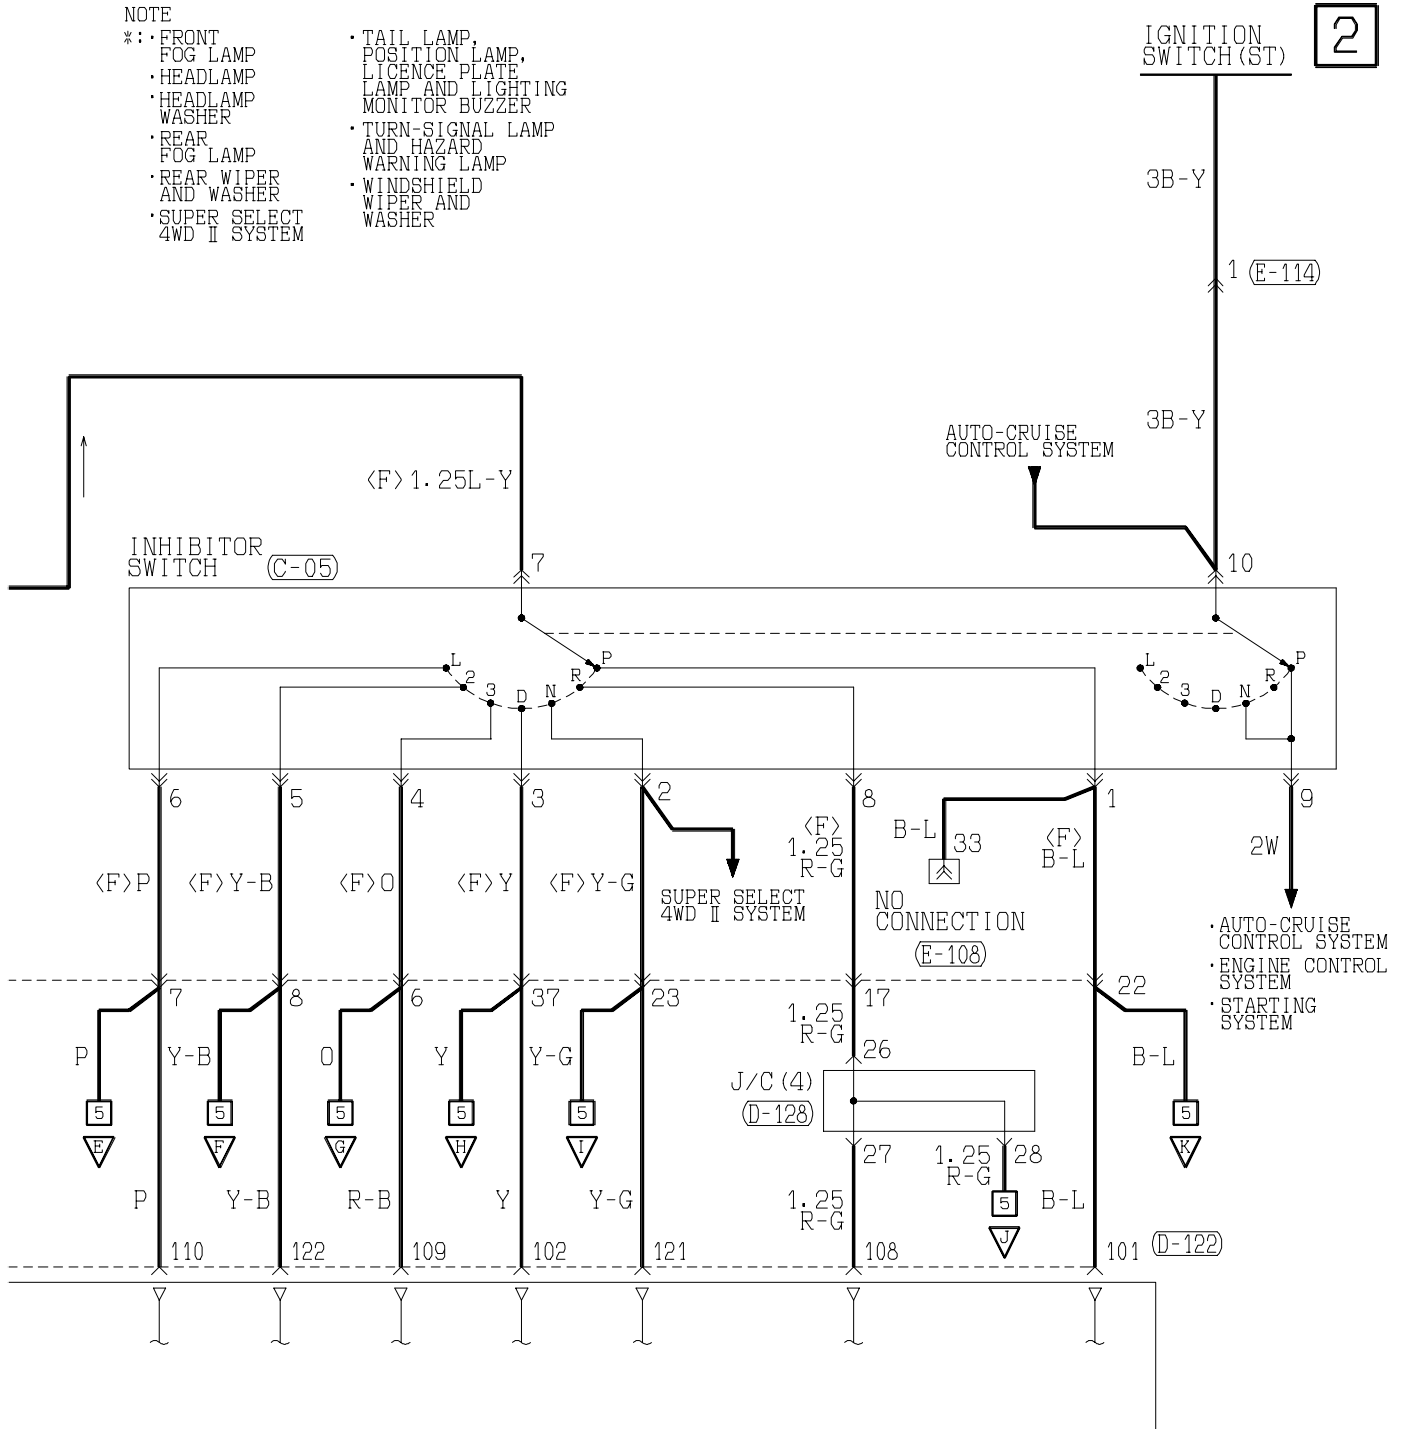 NOTE
*: · FRONT
FOG LAMP
· HEADLAMP
· HEADLAMP
WASHER
· REAR
FOG LAMP
· REAR WIPER
AND WASHER
· SUPER SELECT
4WD Ⅱ SYSTEM
· TAIL LAMP,
POSITION LAMP,
LICENCE PLATE
LAMP AND LIGHTING
MONITOR BUZZER
· TURN-SIGNAL LAMP
AND HAZARD
WARNING LAMP
· WINDSHIELD
WIPER AND
WASHER
IGNITION
SWITCH (ST)
2
3B-Y
1 (E-114)
3B-Y
AUTO-CRUISE
CONTROL SYSTEM
<F>1.25L-Y
INHIBITOR
SWITCH (C-05)
7
10
L 2 3 D N R P
L 2 3 D N R P
6 5 4 3 2 8 1 9
<F>P
<F>Y-B
<F>O
<F>Y
<F>Y-G
SUPER SELECT
4WD Ⅱ SYSTEM
<F>
1.25
R-G
B-L
33
NO
CONNECTION
(E-108)
<F>
B-L
2W
· AUTO-CRUISE
CONTROL SYSTEM
· ENGINE CONTROL
SYSTEM
· STARTING
SYSTEM
7 8 6 37 23 17 22
P
Y-B
O
Y
Y-G
1.25
R-G
26
B-L
J/C (4)
(D-128)
5 5 5 5 5 5
E F G H I K
27
1.25
R-G
28
5
J
P
Y-B
R-B
Y
Y-G
1.25
R-G
B-L
110 122 109 102 121 108 101 (D-122)